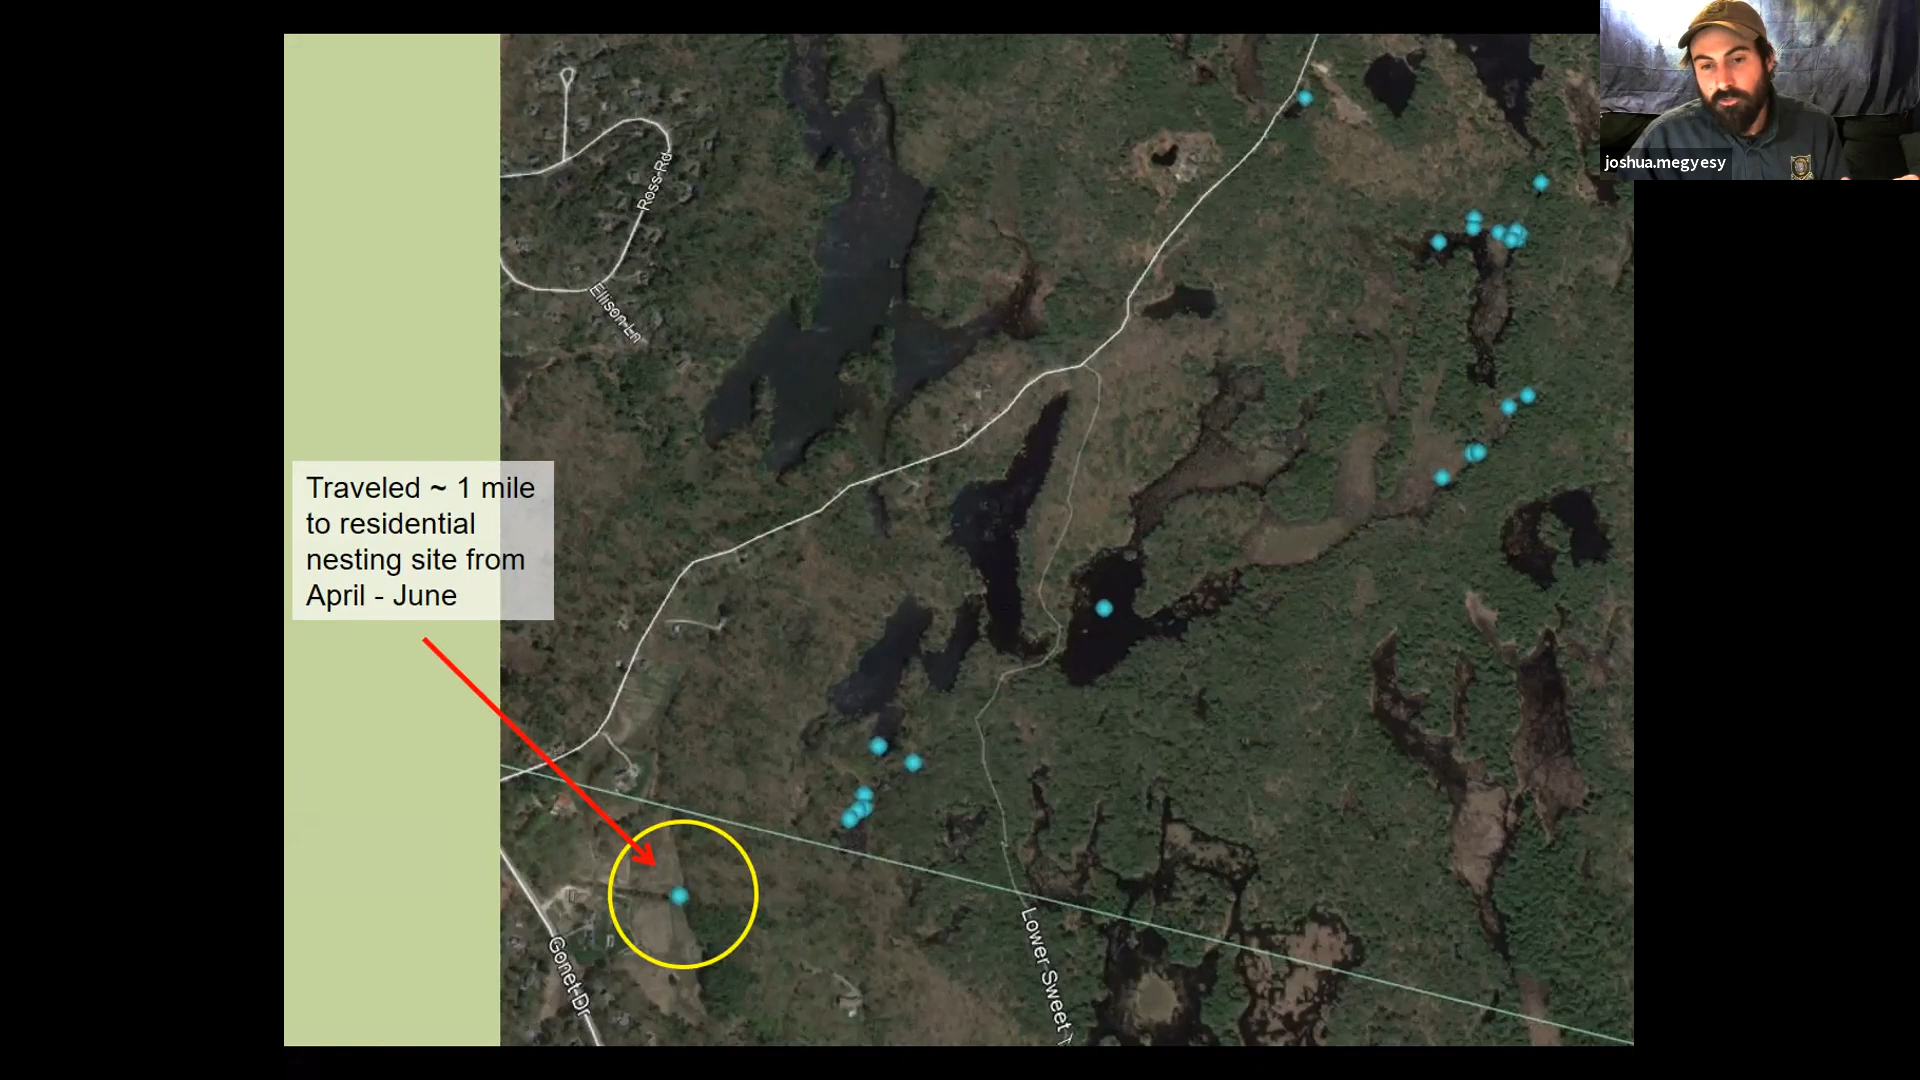 joshua.megyesy
Ross Rd
Ellison Ln
Traveled ~ 1 mile
to residential
nesting site from
April - June
Gonet Dr
Lower Sweet